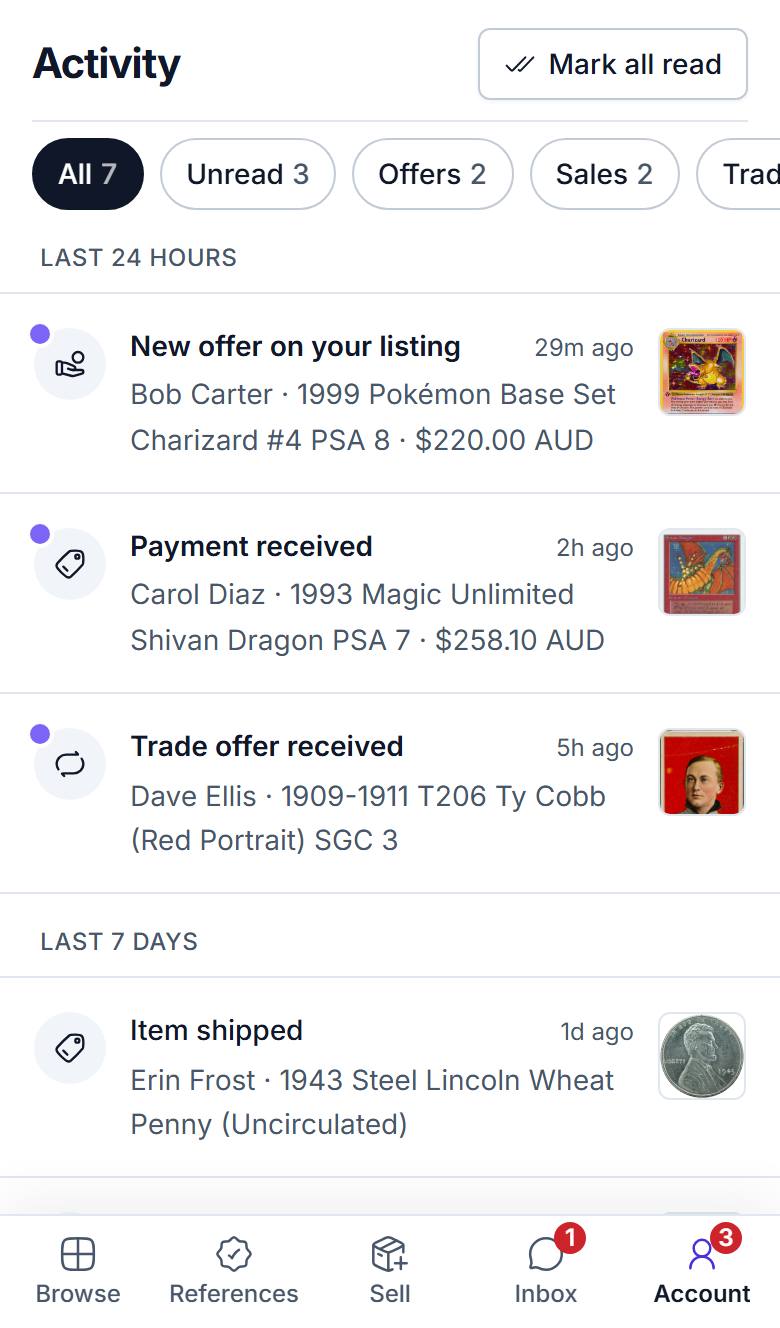 Activity
Mark all read
All 7
Unread 3
Offers 2
Sales 2
Trad
LAST 24 HOURS
New offer on your listing
29m ago
Bob Carter · 1999 Pokémon Base Set
Charizard #4 PSA 8 · $220.00 AUD
Charizard
Payment received
2h ago
Carol Diaz · 1993 Magic Unlimited
Shivan Dragon PSA 7 · $258.10 AUD
Trade offer received
5h ago
Dave Ellis · 1909-1911 T206 Ty Cobb
(Red Portrait) SGC 3
LAST 7 DAYS
Item shipped
1d ago
Erin Frost · 1943 Steel Lincoln Wheat
Penny (Uncirculated)
LIBERTY
1943
Browse
References
Sell
1
Inbox
3
Account